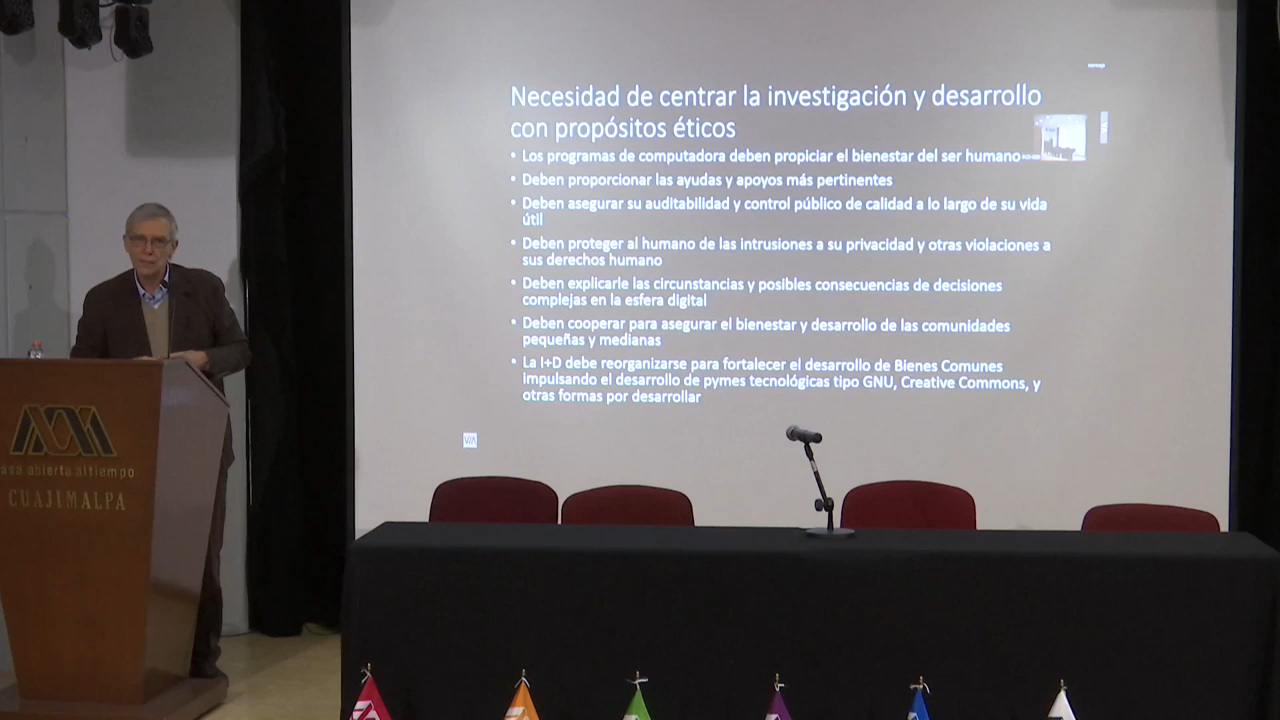 Necesidad de centrar la investigación y desarrollo
con propósitos éticos
• Los programas de computadora deben propiciar el bienestar del ser humano
• Deben proporcionar las ayudas y apoyos más pertinentes
• Deben asegurar su auditabilidad y control público de calidad a lo largo de su vida
útil
• Deben proteger al humano de las intrusiones a su privacidad y otras violaciones a
sus derechos humano
• Deben explicarle las circunstancias y posibles consecuencias de decisiones
complejas en la esfera digital
• Deben cooperar para asegurar el bienestar y desarrollo de las comunidades
pequeñas y medianas
• La I+D debe reorganizarse para fortalecer el desarrollo de Bienes Comunes
impulsando el desarrollo de pymes tecnológicas tipo GNU, Creative Commons, y
otras formas por desarrollar
asa abierta al tiempo
CUAJIMALPA